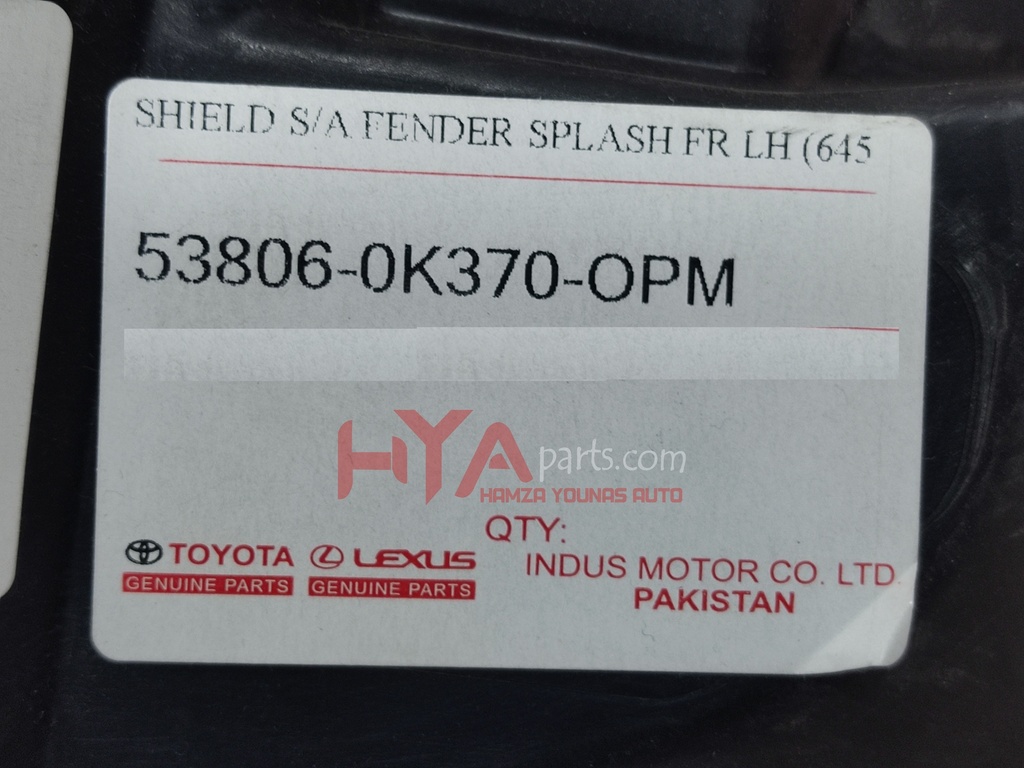 SHIELD S/A FENDER SPLASH FR LH (645
53806-0K370-OPM
HYAparts.com
HAMZA YOUNAS AUTO
QTY:
TOYOTA LEXUS
GENUINE PARTS GENUINE PARTS
INDUS MOTOR CO. LTD.
PAKISTAN